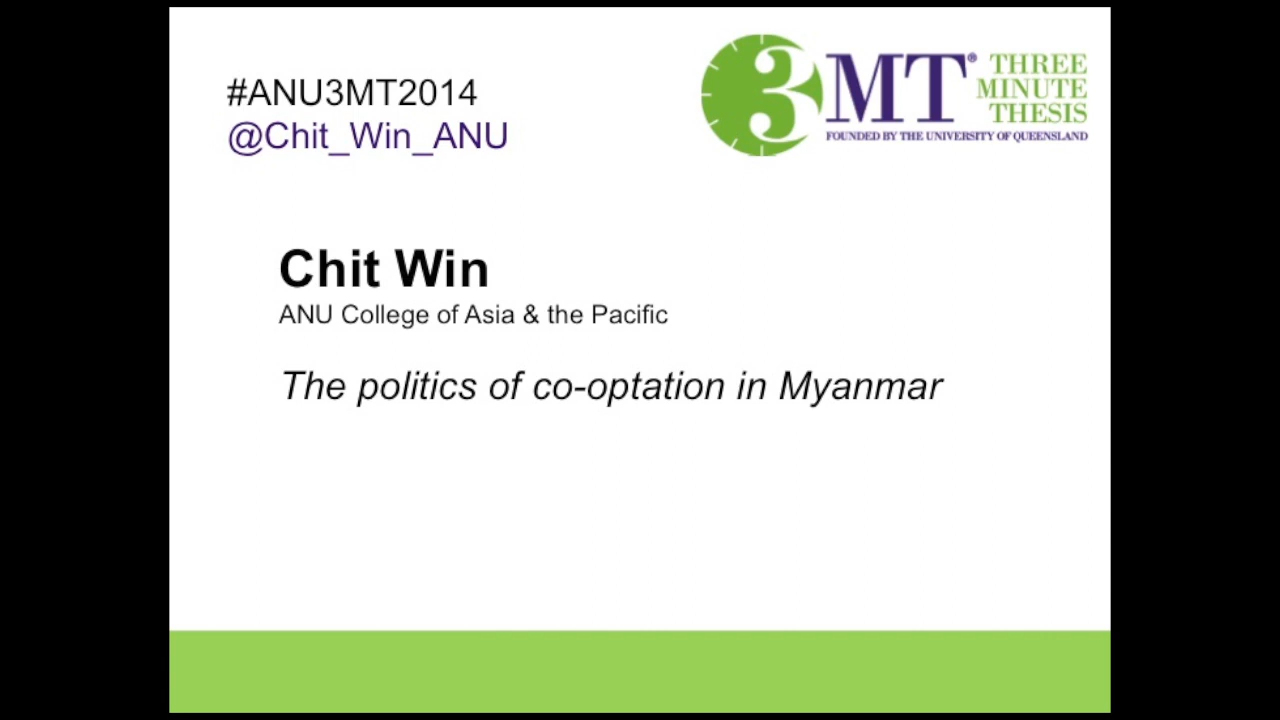 #ANU3MT2014
@Chit_Win_ANU
3MT® THREE
MINUTE
THESIS
FOUNDED BY THE UNIVERSITY OF QUEENSLAND
Chit Win
ANU College of Asia & the Pacific
The politics of co-optation in Myanmar